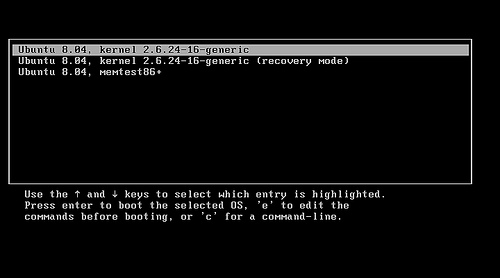 Ubuntu 8.04, kernel 2.6.24-16-generic
Ubuntu 8.04, kernel 2.6.24-16-generic (recovery mode)
Ubuntu 8.04, memtest86+
Use the ↑ and ↓ keys to select which entry is highlighted.
Press enter to boot the selected OS, 'e' to edit the
commands before booting, or 'c' for a command-line.